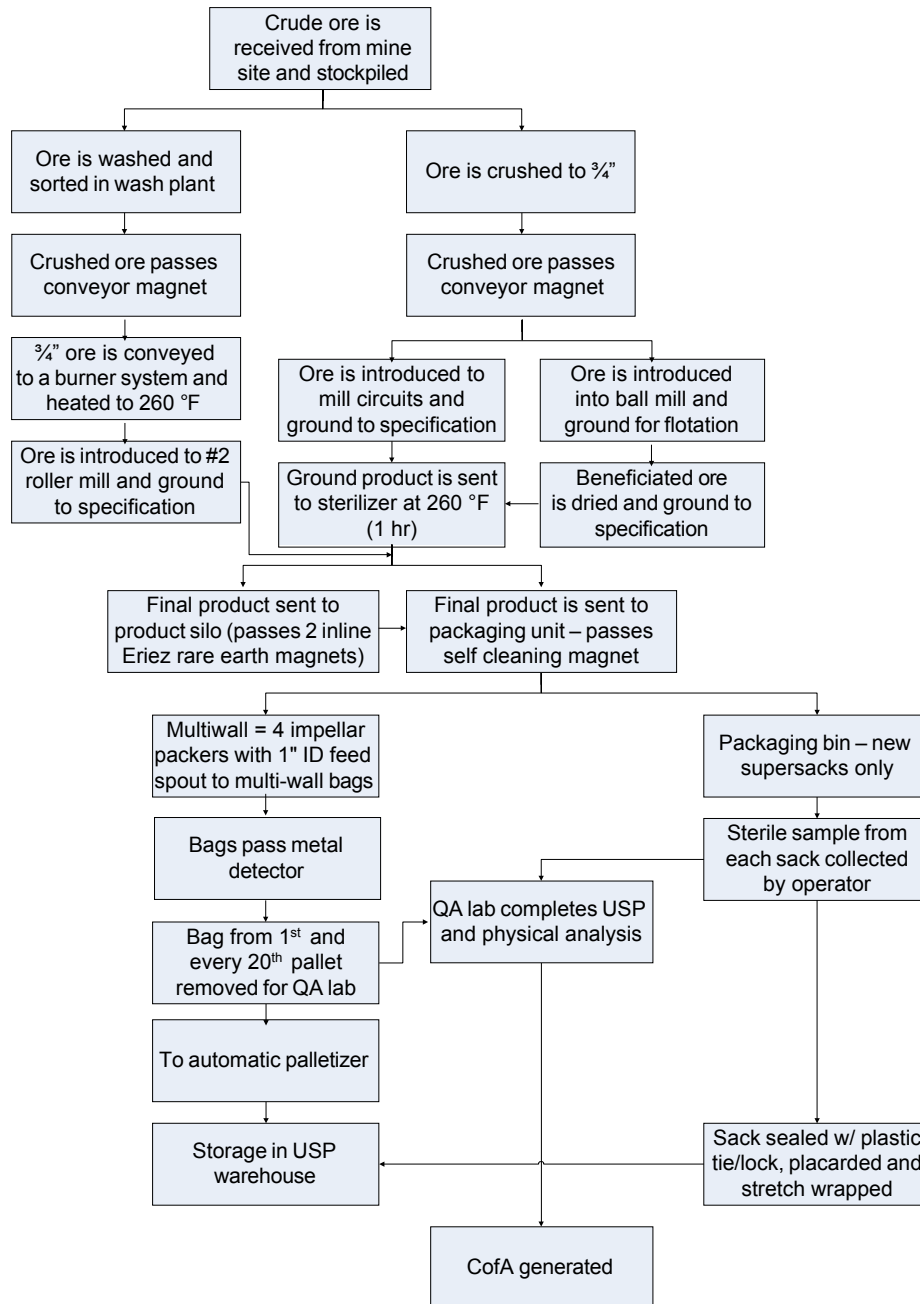 Crude ore is
received from mine
site and stockpiled
Ore is washed and
sorted in wash plant
Ore is crushed to ¾”
Crushed ore passes
conveyor magnet
Crushed ore passes
conveyor magnet
¾” ore is conveyed
to a burner system and
heated to 260 °F
Ore is introduced to
mill circuits and
ground to specification
Ore is introduced
into ball mill and
ground for flotation
Ore is introduced to #2
roller mill and ground
to specification
Ground product is sent
to sterilizer at 260 °F
(1 hr)
Beneficiated ore
is dried and ground to
specification
Final product sent to
product silo (passes 2 inline
Eriez rare earth magnets)
Final product is sent to
packaging unit – passes
self cleaning magnet
Multiwall = 4 impellar
packers with 1" ID feed
spout to multi-wall bags
Packaging bin – new
supersacks only
Bags pass metal
detector
Sterile sample from
each sack collected
by operator
QA lab completes USP
and physical analysis
Bag from 1st and
every 20th pallet
removed for QA lab
To automatic palletizer
Storage in USP
warehouse
Sack sealed w/ plastic
tie/lock, placarded and
stretch wrapped
CofA generated